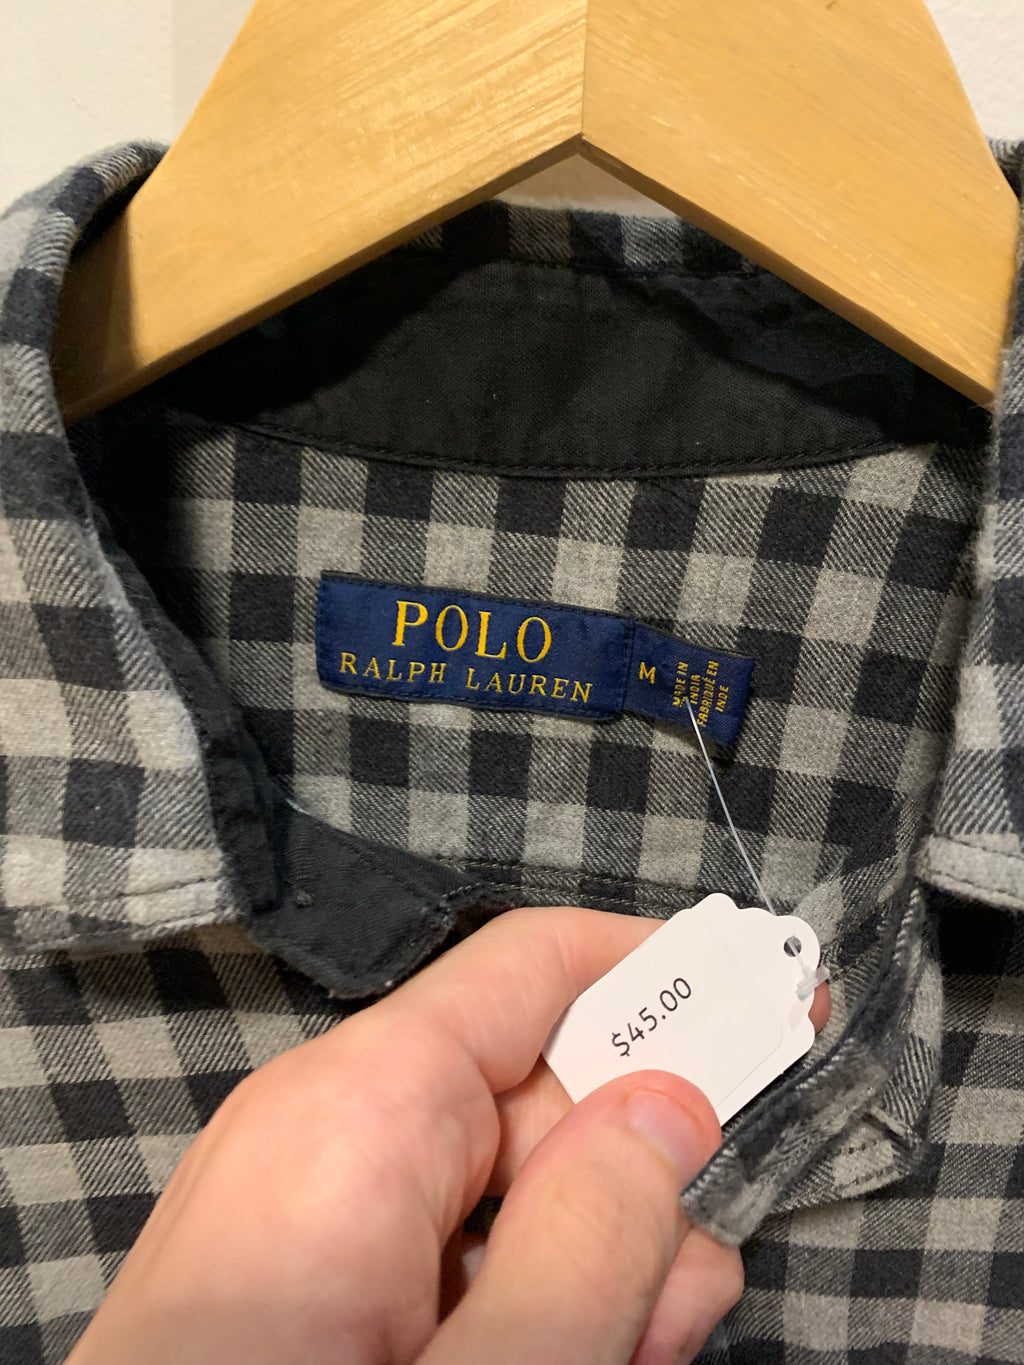 POLO
RALPH LAUREN
M
MADE IN
INDIA
FABRIQUÉ EN
INDE
$45.00